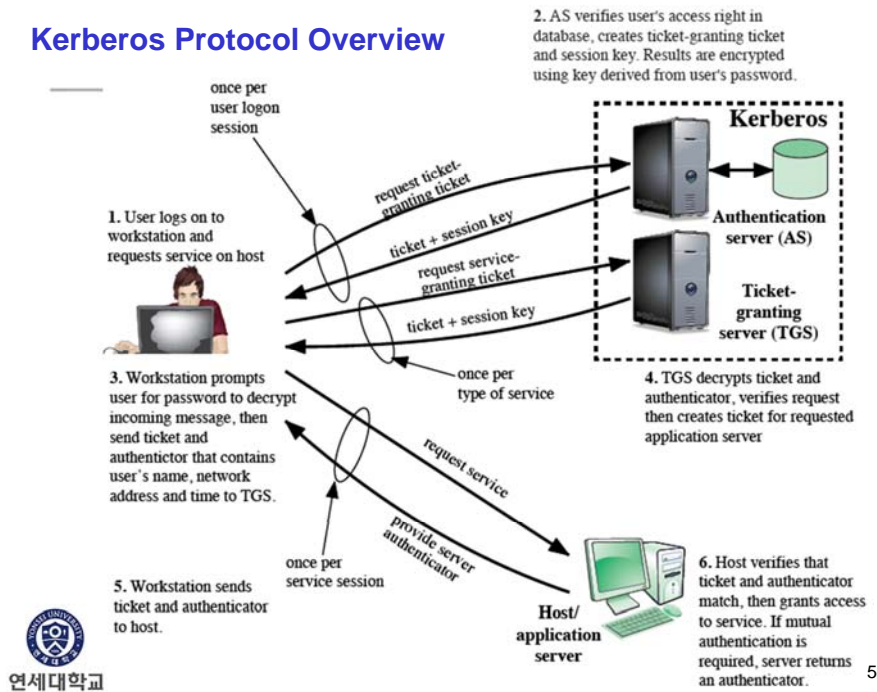 Kerberos Protocol Overview
2. AS verifies user's access right in
database, creates ticket-granting ticket
and session key. Results are encrypted
using key derived from user's password.
once per
user logon
session
Kerberos
request ticket-
granting ticket
1. User logs on to
workstation and
requests service on host
ticket + session key
Authentication
server (AS)
request service-
granting ticket
ticket + session key
Ticket-
granting
server (TGS)
once per
type of service
3. Workstation prompts
user for password to decrypt
incoming message, then
send ticket and
authentictor that contains
user's name, network
address and time to TGS.
4. TGS decrypts ticket and
authenticator, verifies request
then creates ticket for requested
application server
request service
provide server
authenticator
once per
service session
5. Workstation sends
ticket and authenticator
to host.
Host/
application
server
6. Host verifies that
ticket and authenticator
match, then grants access
to service. If mutual
authentication is
required, server returns
an authenticator.
YONSEI UNIVERSITY
연세대학교
연세대학교
5